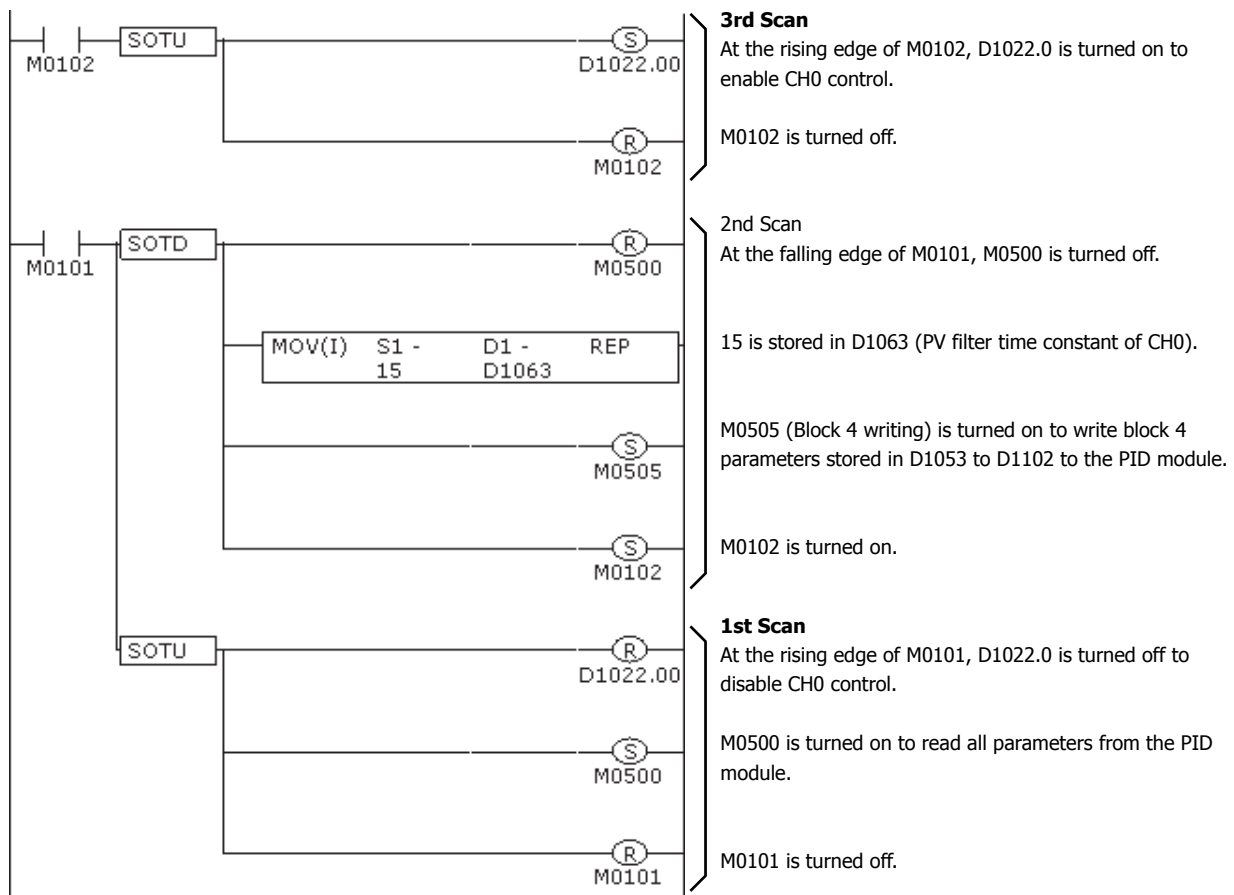 SOTU
S
M0102
D1022.00
R
M0102
3rd Scan
At the rising edge of M0102, D1022.0 is turned on to
enable CH0 control.
M0102 is turned off.
SOTD
R
M0101
M0500
MOV(I) S1 - D1 - REP
15 D1063
S
M0505
S
M0102
2nd Scan
At the falling edge of M0101, M0500 is turned off.
15 is stored in D1063 (PV filter time constant of CH0).
M0505 (Block 4 writing) is turned on to write block 4
parameters stored in D1053 to D1102 to the PID module.
M0102 is turned on.
SOTU
R
D1022.00
S
M0500
R
M0101
1st Scan
At the rising edge of M0101, D1022.0 is turned off to
disable CH0 control.
M0500 is turned on to read all parameters from the PID
module.
M0101 is turned off.